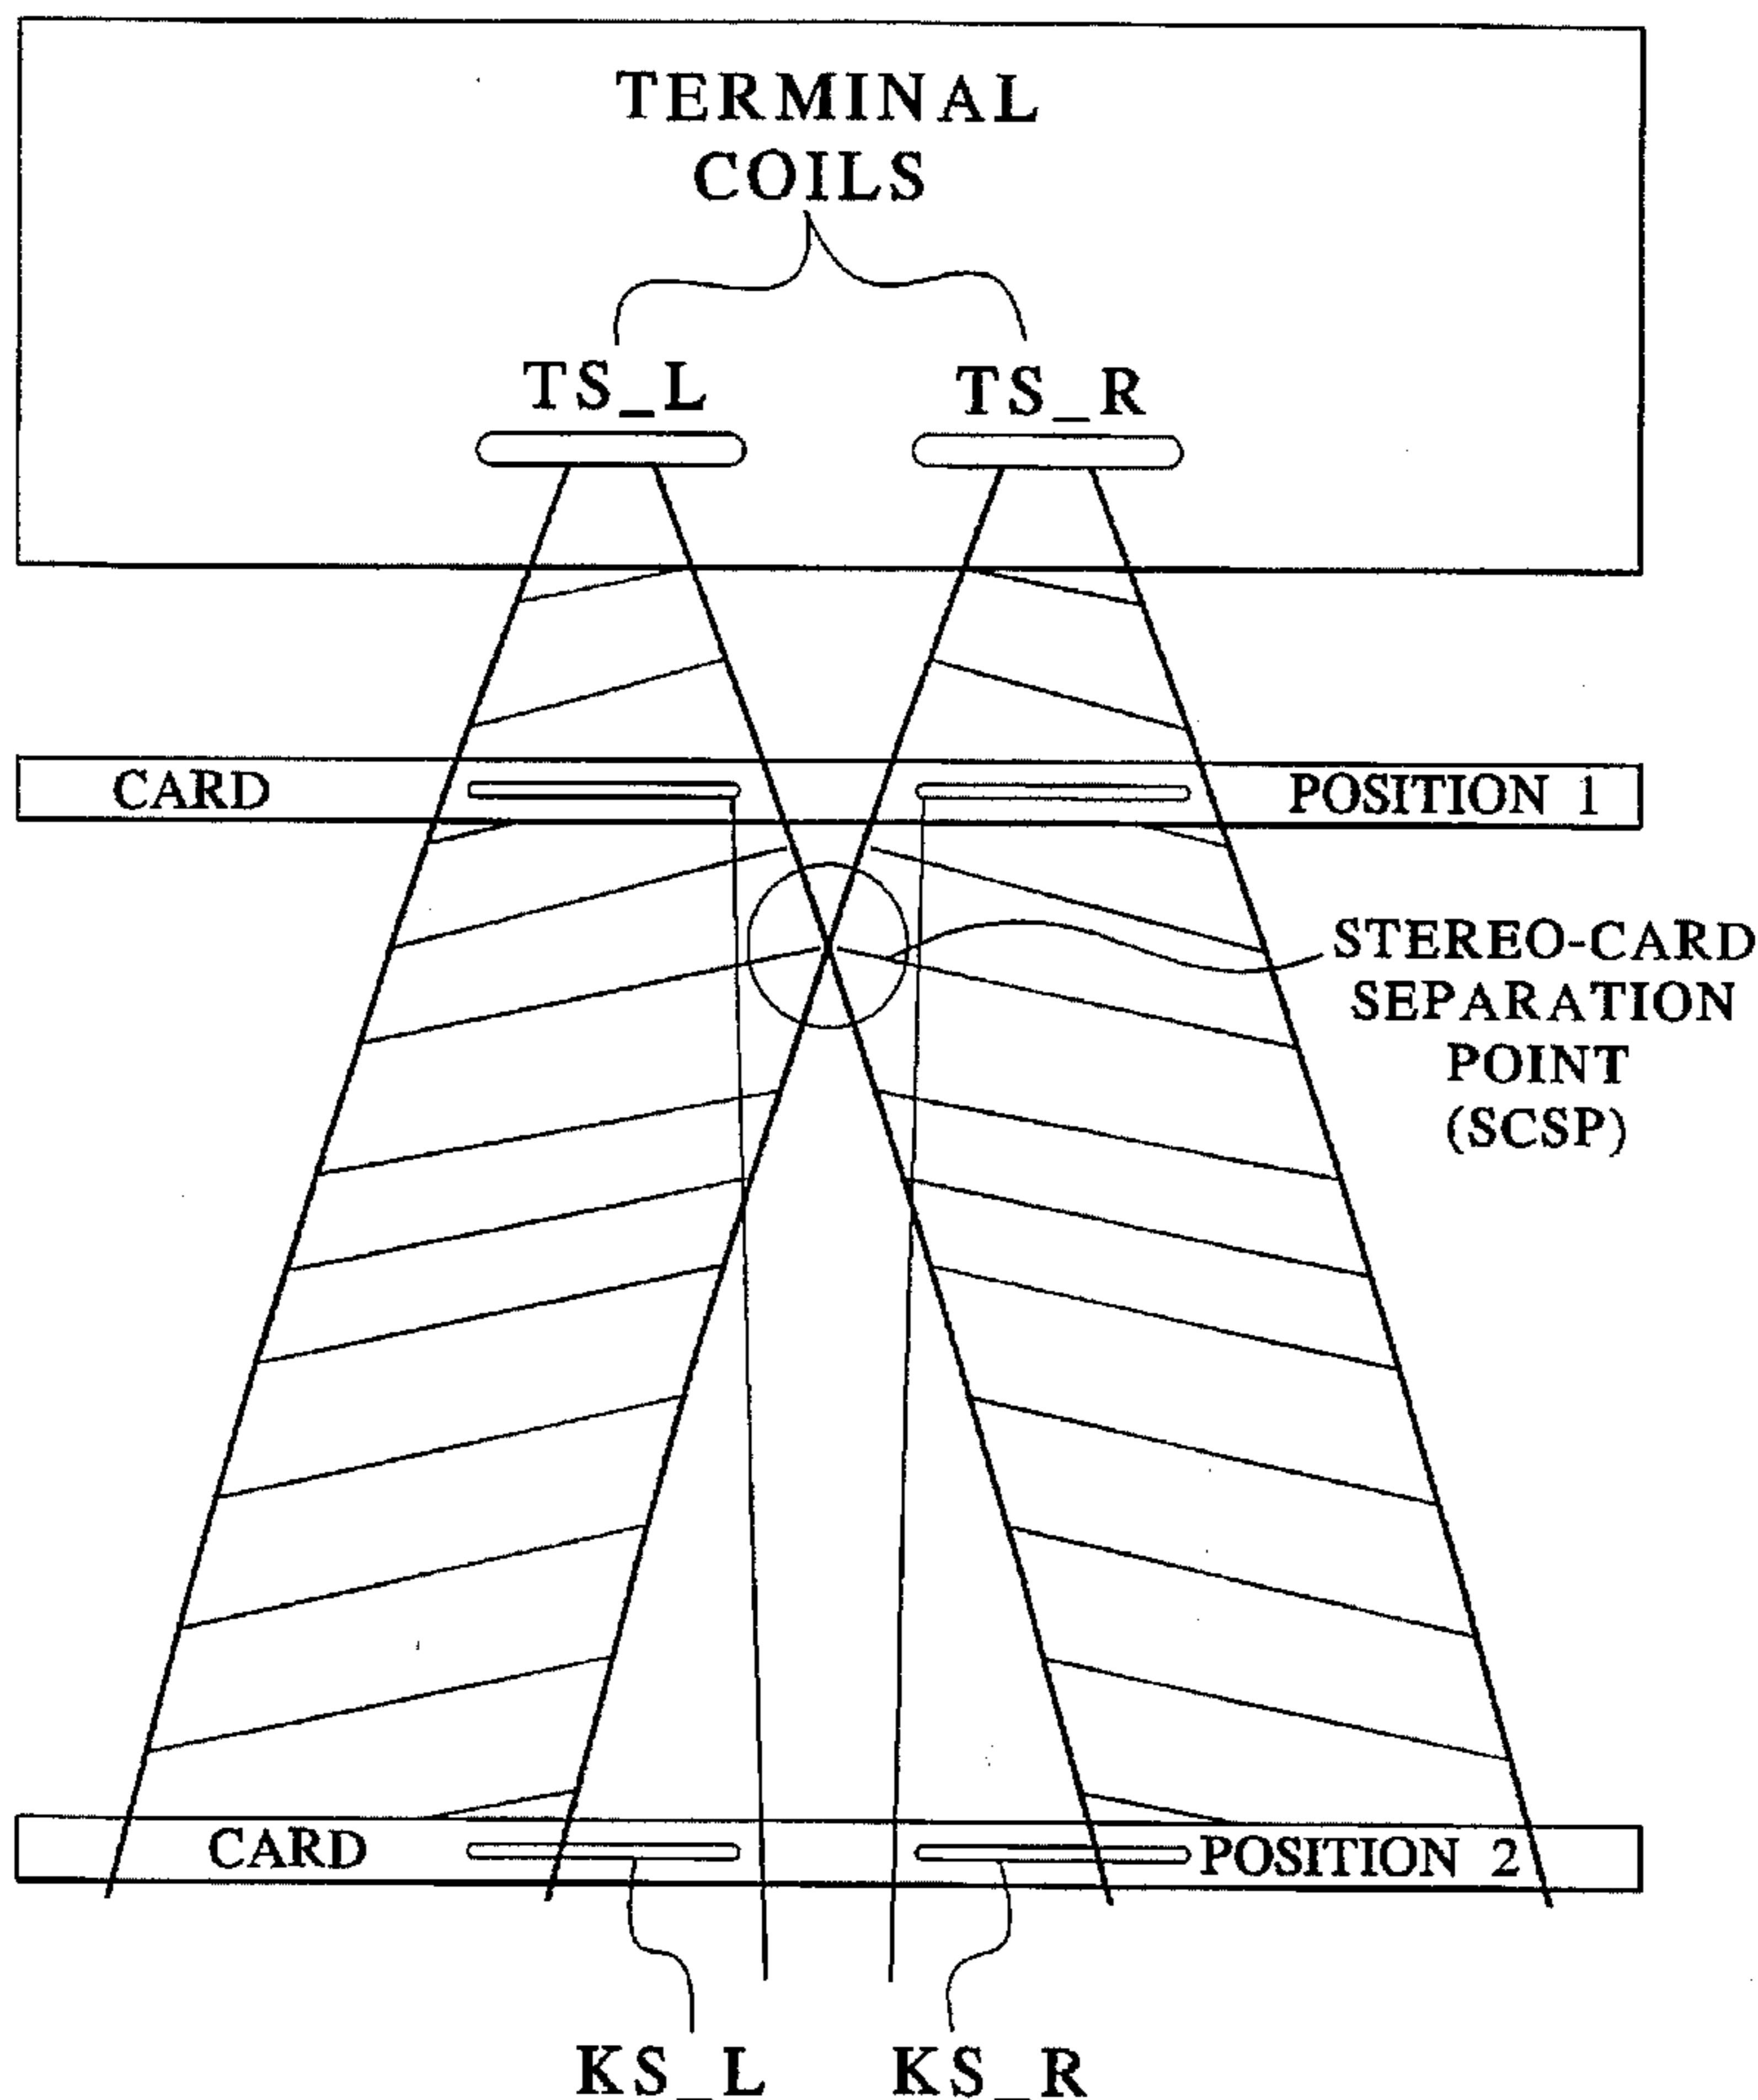 TERMINAL
COILS
TS_L
TS_R
CARD
POSITION 1
STEREO-CARD
SEPARATION
POINT
(SCSP)
CARD
POSITION 2
KS_L
KS_R